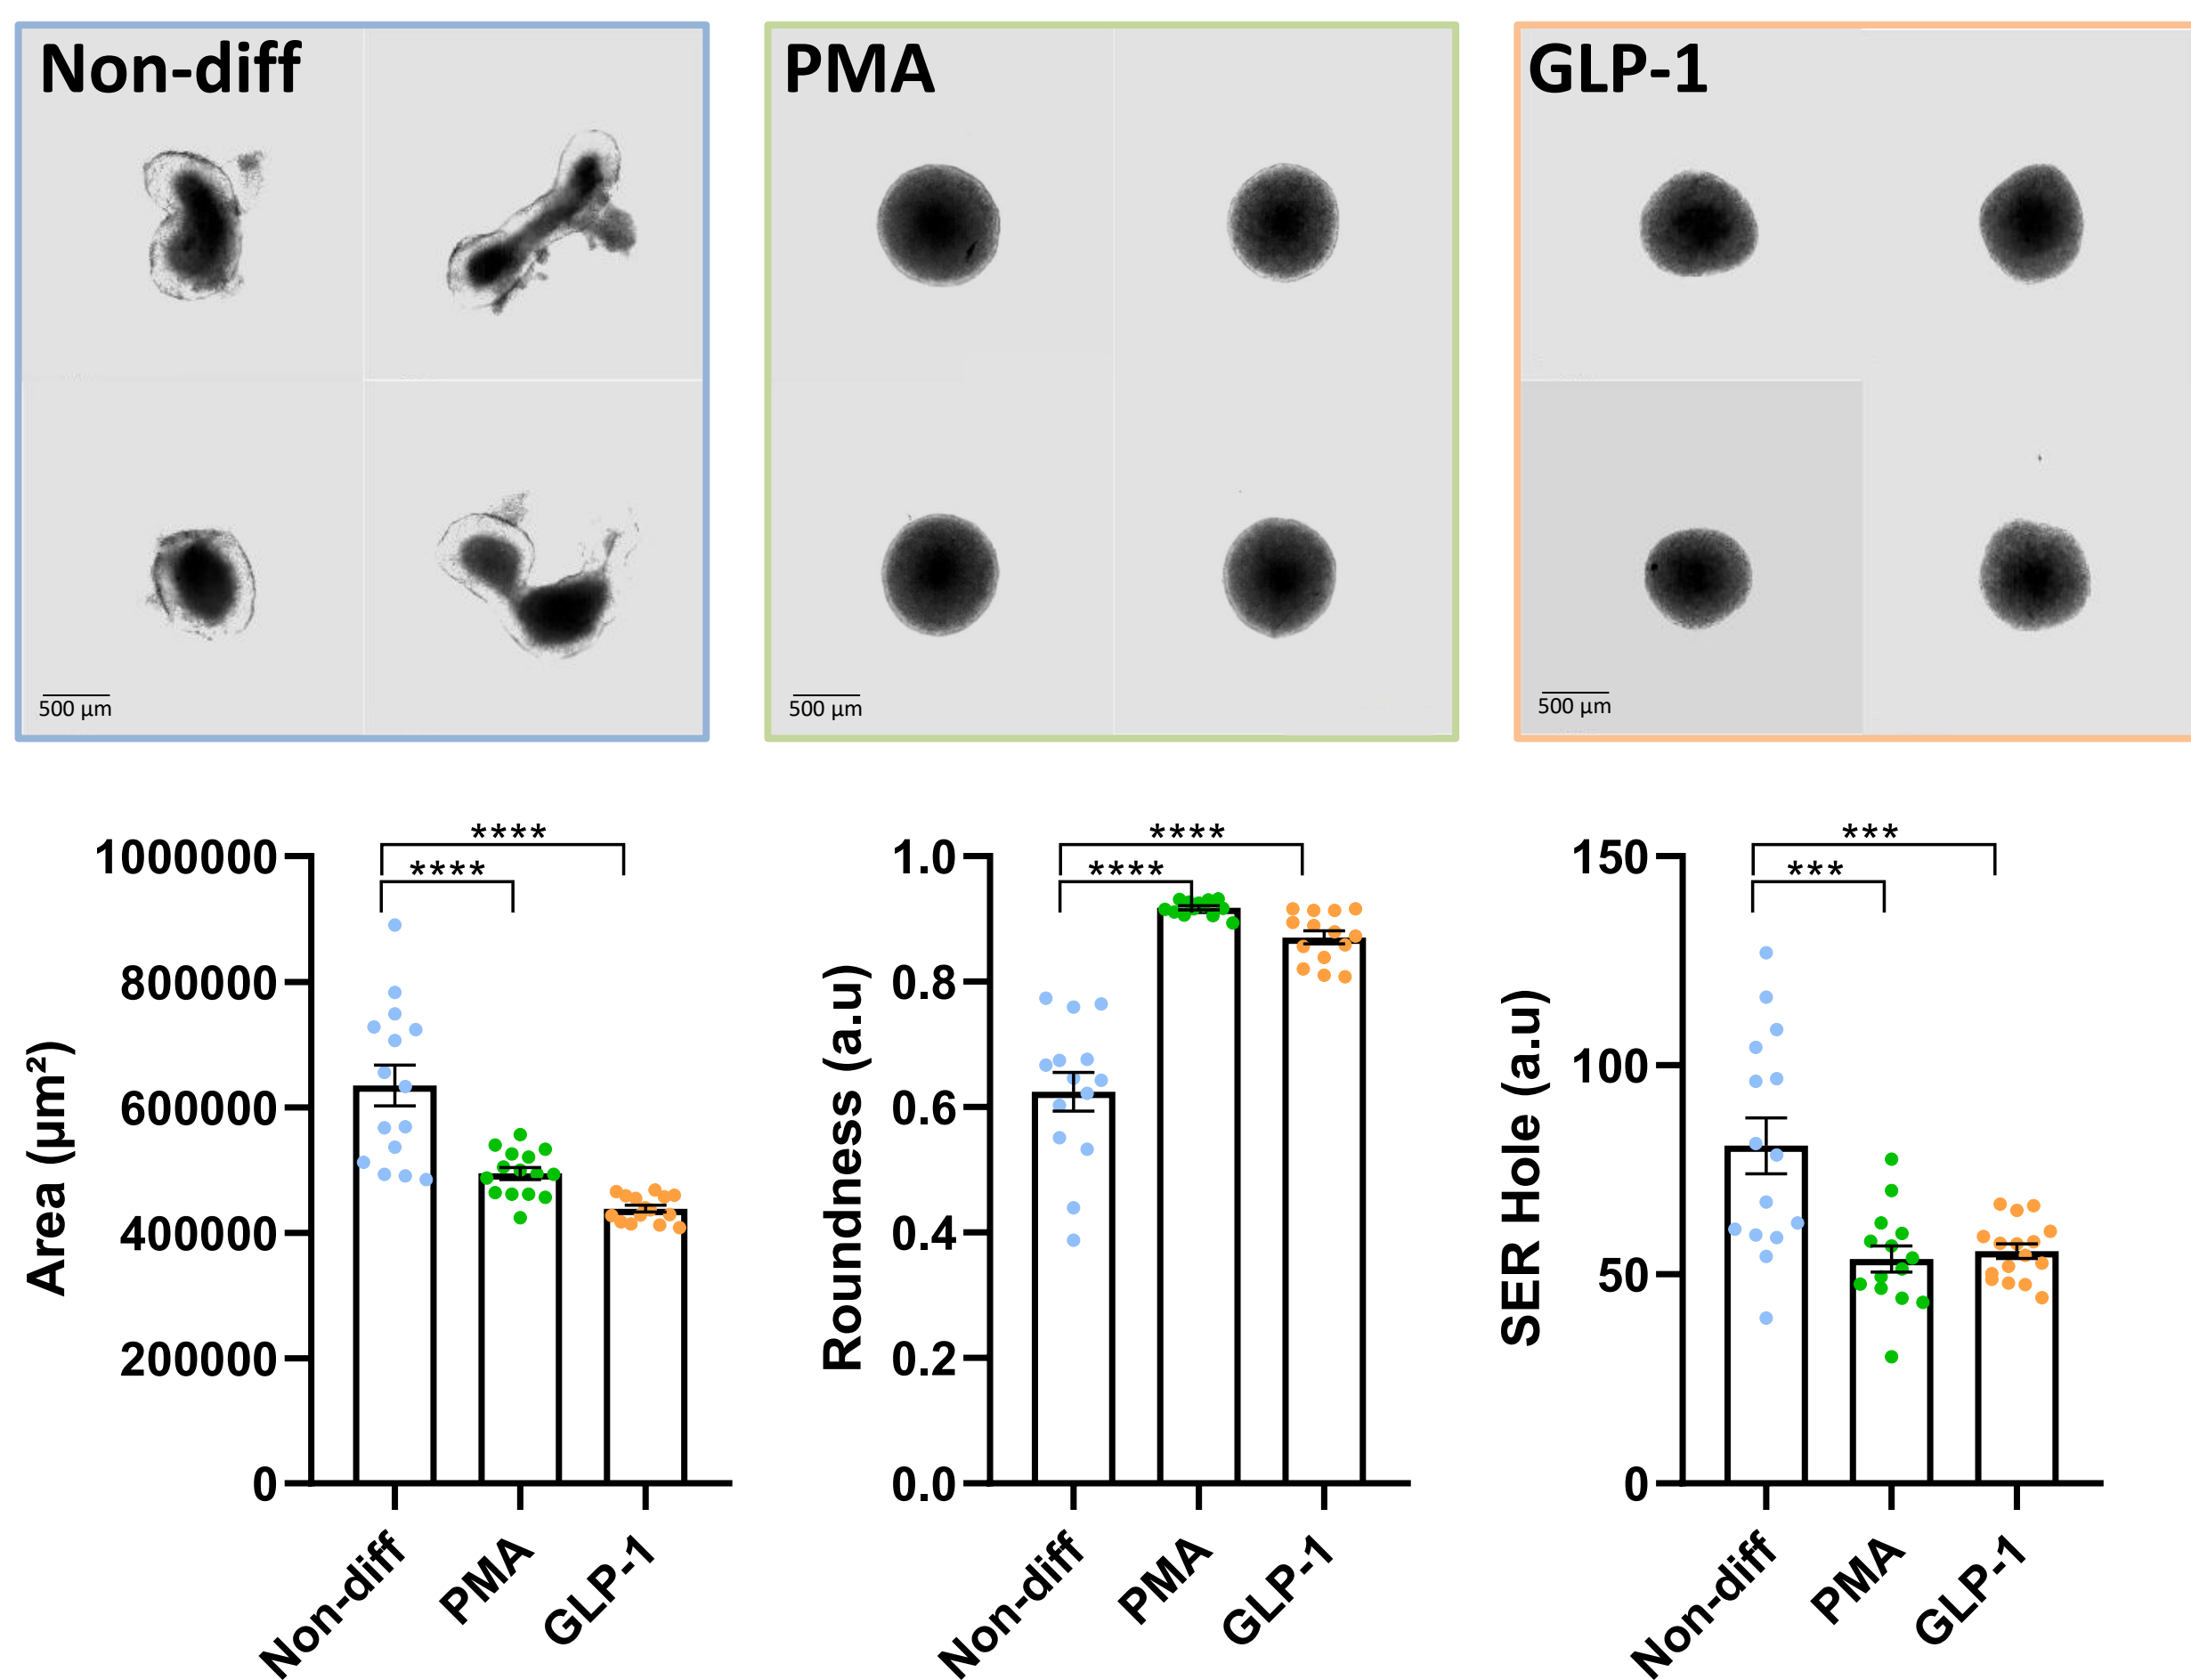 Non-diff
PMA
GLP-1
500 µm
500 µm
500 µm
Area (µm²)
1000000
800000
600000
400000
200000
0
****
****
Non-diff
PMA
GLP-1
Roundness (a.u)
1.0
0.8
0.6
0.4
0.2
0.0
****
****
Non-diff
PMA
GLP-1
SER Hole (a.u)
150
100
50
0
***
***
Non-diff
PMA
GLP-1